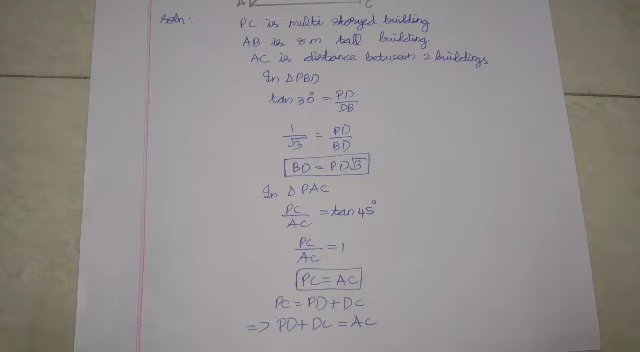 A C
Soln: PC is multi storyed building
AB is 8 m tall building
AC is distance between 2 buildings
In ΔPBD
tan 30° = PD/DB
1/√3 = PD/BD
BD = PD√3
In ΔPAC
PC/AC = tan 45°
PC/AC = 1
PC = AC
PC = PD + DC
=> PD + DC = AC